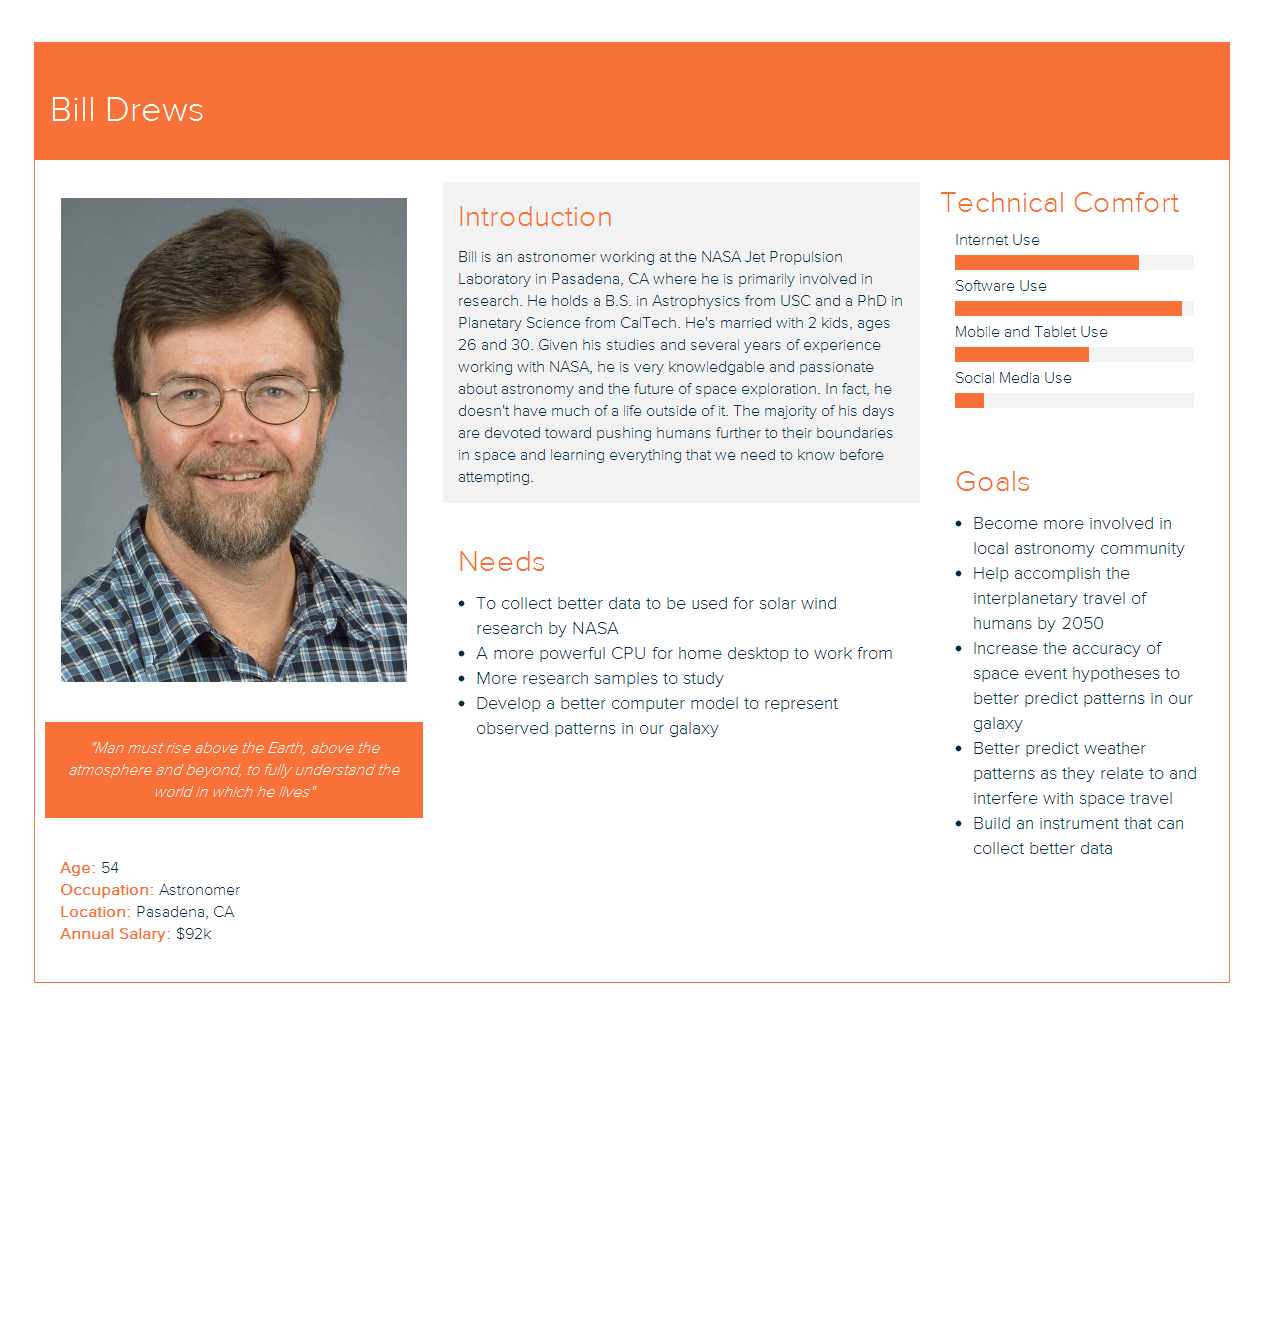 Bill Drews
"Man must rise above the Earth, above the
atmosphere and beyond, to fully understand the
world in which he lives"
Age: 54
Occupation: Astronomer
Location: Pasadena, CA
Annual Salary: $92k
Introduction
Bill is an astronomer working at the NASA Jet Propulsion
Laboratory in Pasadena, CA where he is primarily involved in
research. He holds a B.S. in Astrophysics from USC and a PhD in
Planetary Science from CalTech. He's married with 2 kids, ages
26 and 30. Given his studies and several years of experience
working with NASA, he is very knowledgable and passionate
about astronomy and the future of space exploration. In fact, he
doesn't have much of a life outside of it. The majority of his days
are devoted toward pushing humans further to their boundaries
in space and learning everything that we need to know before
attempting.
Needs
• To collect better data to be used for solar wind
research by NASA
• A more powerful CPU for home desktop to work from
• More research samples to study
• Develop a better computer model to represent
observed patterns in our galaxy
Technical Comfort
Internet Use
Software Use
Mobile and Tablet Use
Social Media Use
Goals
• Become more involved in
local astronomy community
• Help accomplish the
interplanetary travel of
humans by 2050
• Increase the accuracy of
space event hypotheses to
better predict patterns in our
galaxy
• Better predict weather
patterns as they relate to and
interfere with space travel
• Build an instrument that can
collect better data